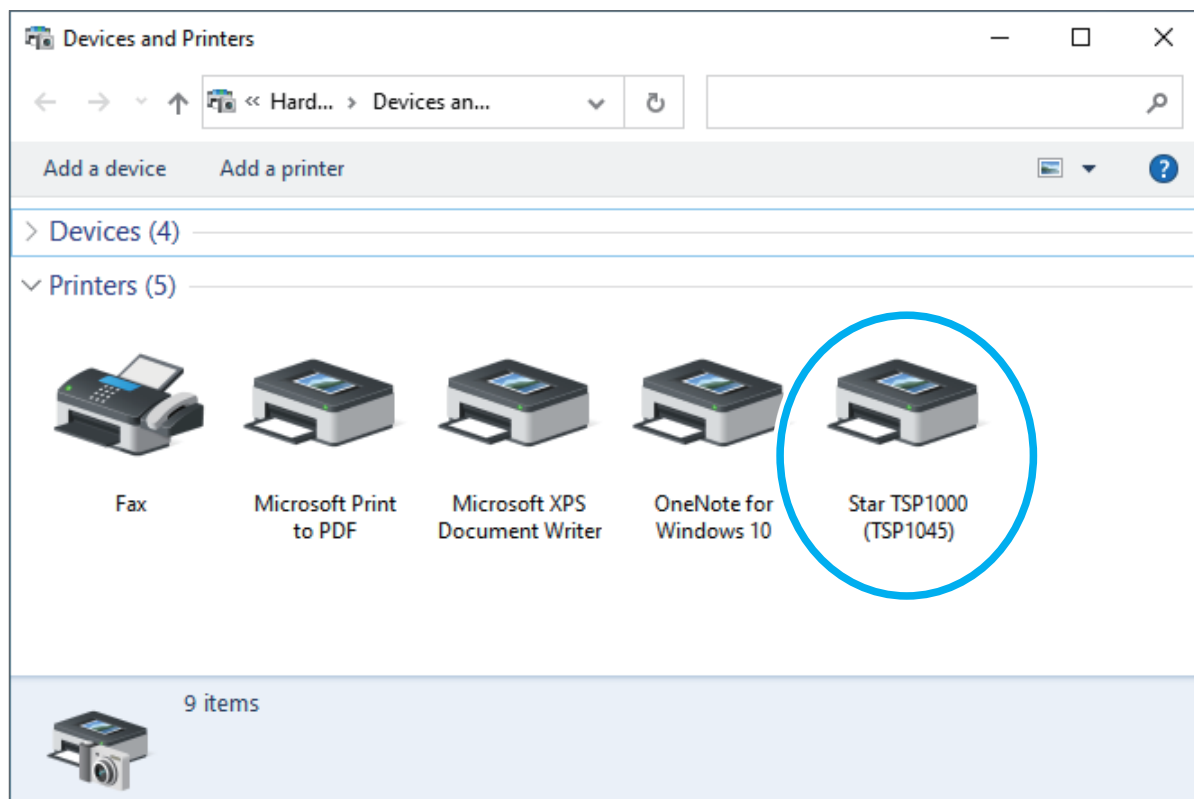 Devices and Printers
« Hard... › Devices an...
Add a device Add a printer ?
Devices (4)
Printers (5)
Fax
Microsoft Print
to PDF
Microsoft XPS
Document Writer
OneNote for
Windows 10
Star TSP1000
(TSP1045)
9 items